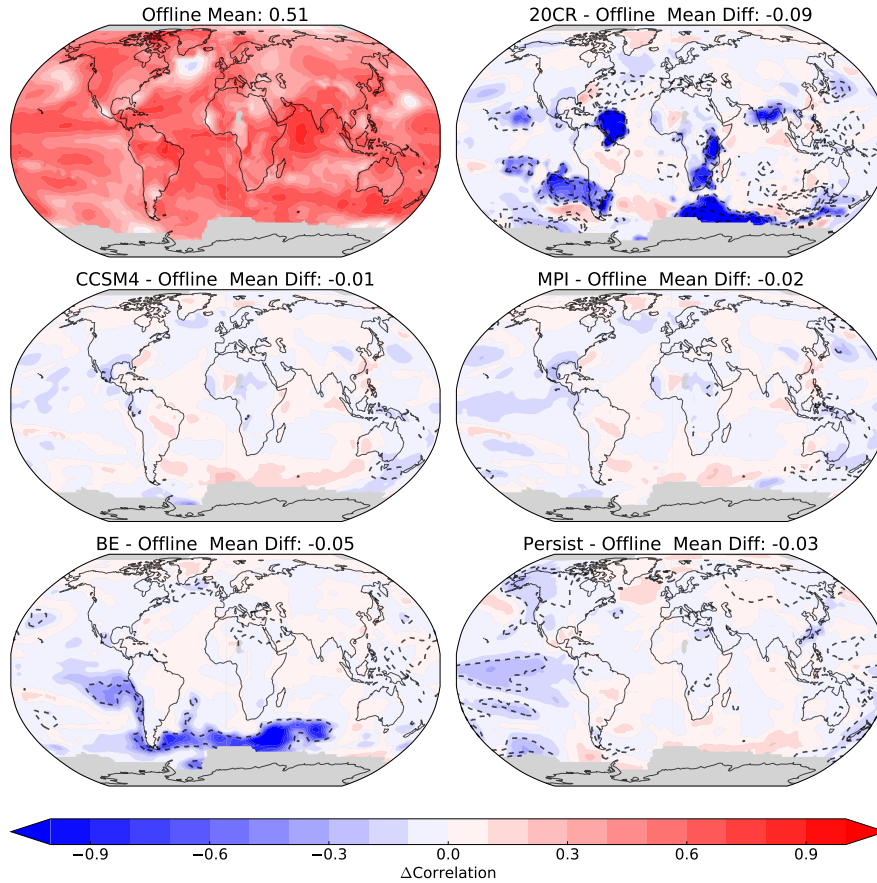 Offline Mean: 0.51
20CR - Offline  Mean Diff: -0.09
CCSM4 - Offline  Mean Diff: -0.01
MPI - Offline  Mean Diff: -0.02
BE - Offline  Mean Diff: -0.05
Persist - Offline  Mean Diff: -0.03
−0.9 −0.6 −0.3 0.0 0.3 0.6 0.9
ΔCorrelation